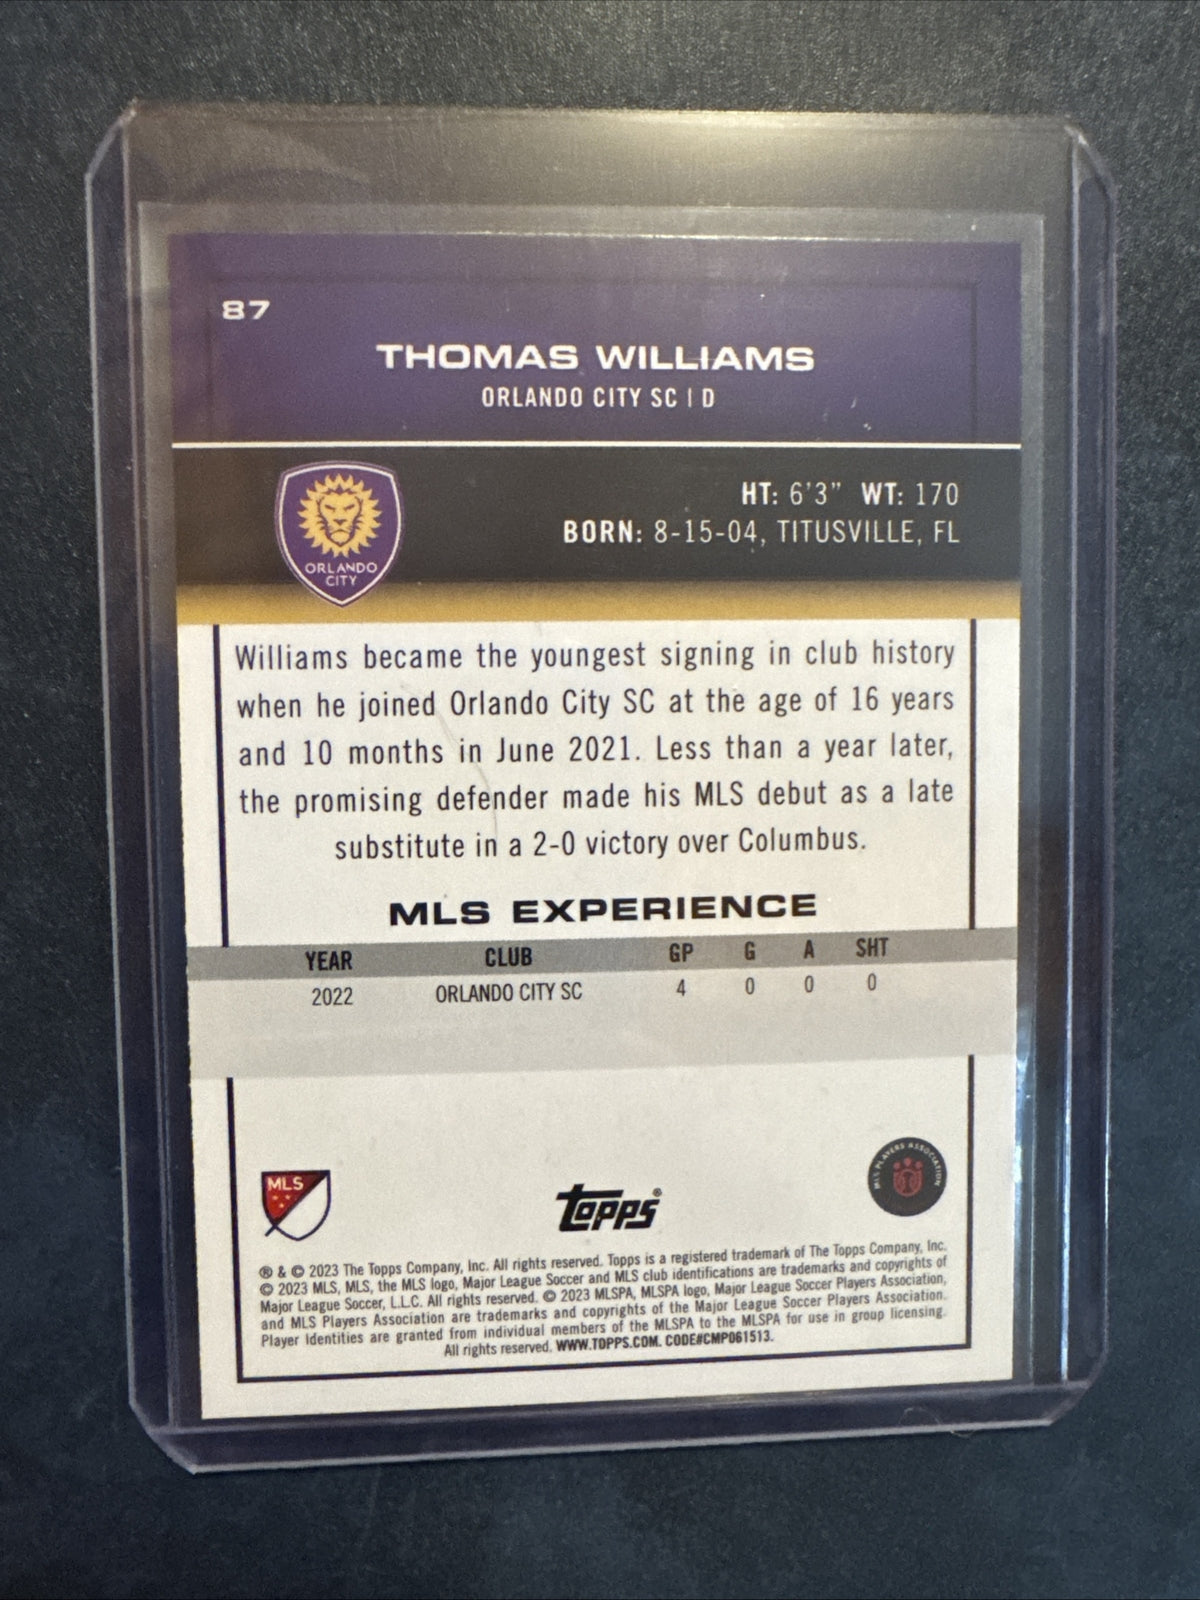 87
THOMAS WILLIAMS
ORLANDO CITY SC | D
HT: 6'3" WT: 170
BORN: 8-15-04, TITUSVILLE, FL
ORLANDO
CITY
Williams became the youngest signing in club history
when he joined Orlando City SC at the age of 16 years
and 10 months in June 2021. Less than a year later,
the promising defender made his MLS debut as a late
substitute in a 2-0 victory over Columbus.
MLS EXPERIENCE
YEAR CLUB GP G A SHT
2022 ORLANDO CITY SC 4 0 0 0
MLS
Topps®
MLS PLAYERS ASSOCIATION
® & © 2023 The Topps Company, Inc. All rights reserved. Topps is a registered trademark of The Topps Company, Inc.
© 2023 MLS, MLS, the MLS logo, Major League Soccer and MLS club identifications are trademarks and copyrights of
Major League Soccer, L.L.C. All rights reserved. © 2023 MLSPA, MLSPA logo, Major League Soccer Players Association,
and MLS Players Association are trademarks and copyrights of the Major League Soccer Players Association.
Player Identities are granted from individual members of the MLSPA to the MLSPA for use in group licensing.
All rights reserved. WWW.TOPPS.COM. CODE#CMP061513.